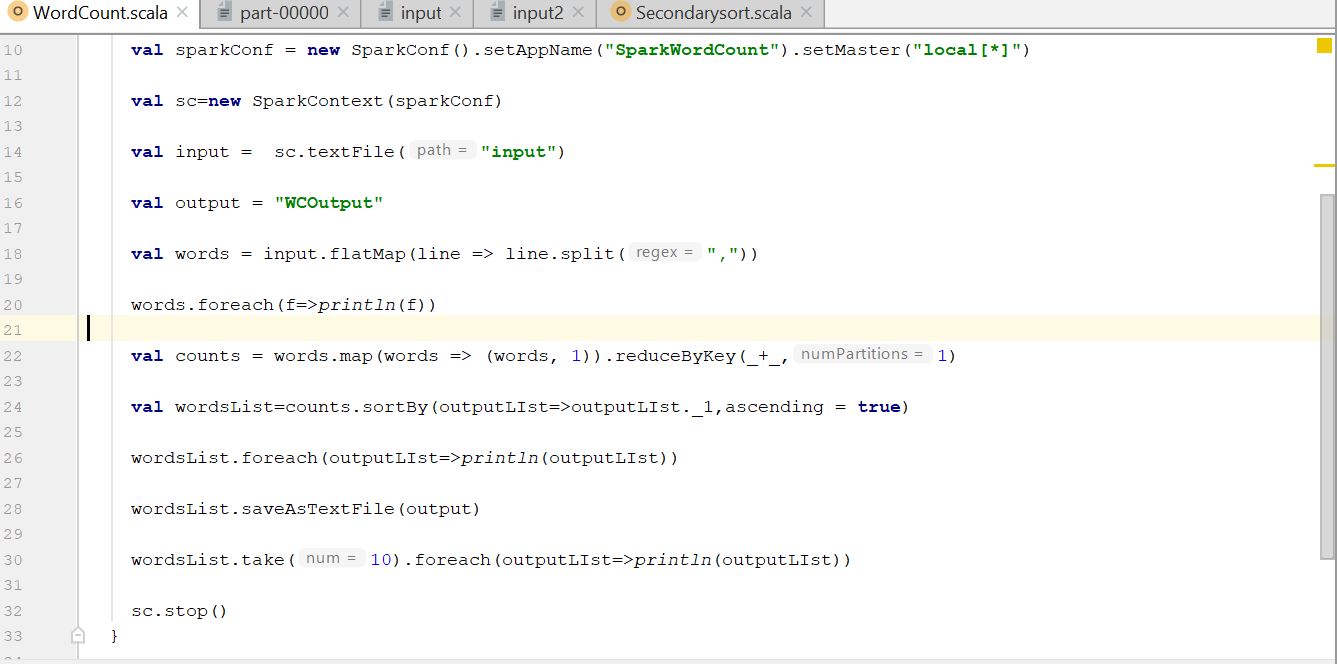 WordCount.scala part-00000 input input2 Secondarysort.scala
10 val sparkConf = new SparkConf().setAppName("SparkWordCount").setMaster("local[*]")
11
12 val sc=new SparkContext(sparkConf)
13
14 val input =  sc.textFile( path = "input")
15
16 val output = "WCOutput"
17
18 val words = input.flatMap(line => line.split( regex = ","))
19
20 words.foreach(f=>println(f))
21
22 val counts = words.map(words => (words, 1)).reduceByKey(_+_, numPartitions = 1)
23
24 val wordsList=counts.sortBy(outputLIst=>outputLIst._1,ascending = true)
25
26 wordsList.foreach(outputLIst=>println(outputLIst))
27
28 wordsList.saveAsTextFile(output)
29
30 wordsList.take( num = 10).foreach(outputLIst=>println(outputLIst))
31
32 sc.stop()
33 }